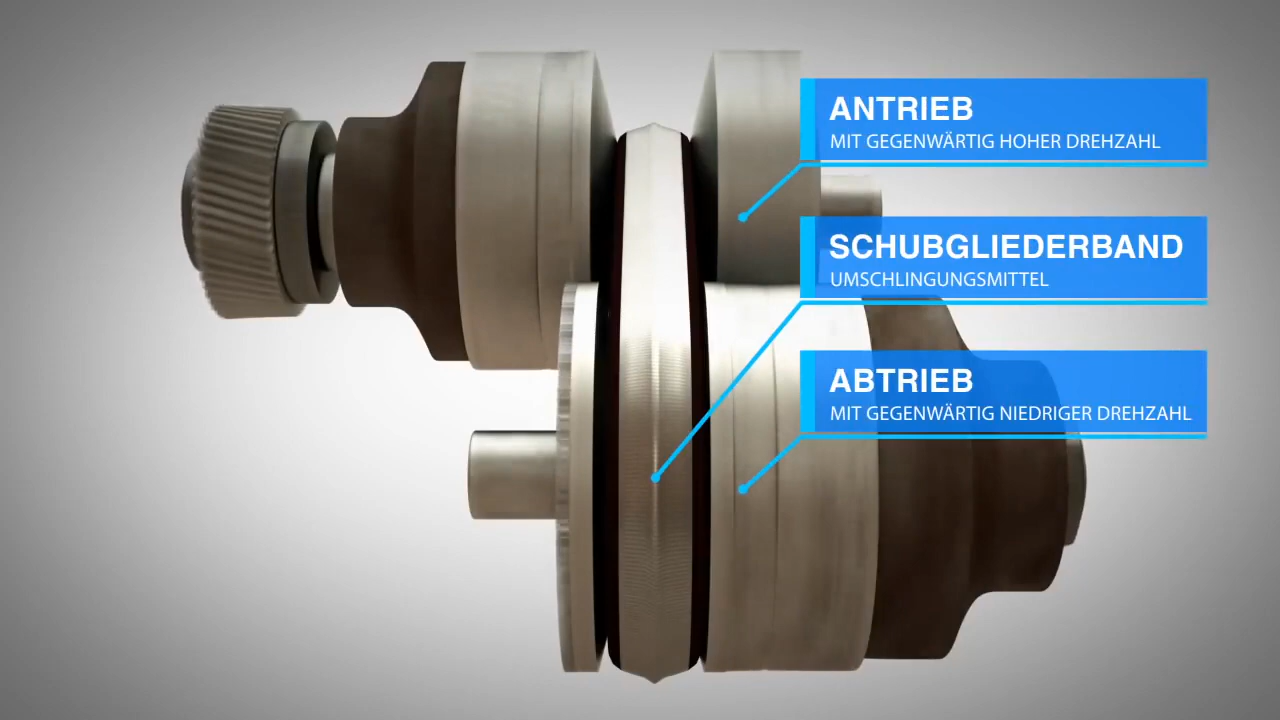 ANTRIEB
MIT GEGENWÄRTIG HOHER DREHZAHL
SCHUBGLIEDERBAND
UMSCHLINGUNGSMITTEL
ABTRIEB
MIT GEGENWÄRTIG NIEDRIGER DREHZAHL